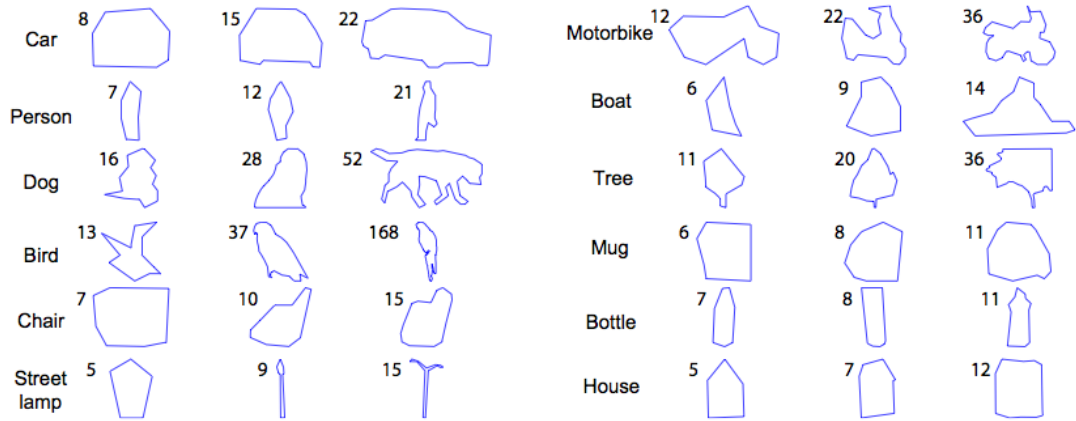 Car 8 15 22
Person 7 12 21
Dog 16 28 52
Bird 13 37 168
Chair 7 10 15
Street
lamp 5 9 15
Motorbike 12 22 36
Boat 6 9 14
Tree 11 20 36
Mug 6 8 11
Bottle 7 8 11
House 5 7 12